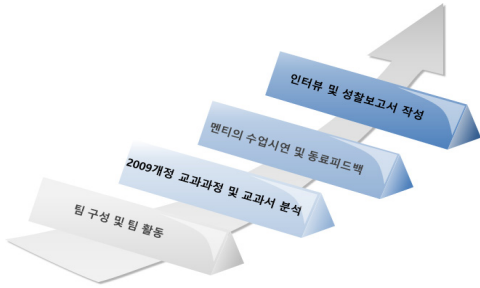 인터뷰 및 성찰보고서 작성
멘티의 수업시연 및 동료피드백
2009개정 교과과정 및 교과서 분석
팀 구성 및 팀 활동